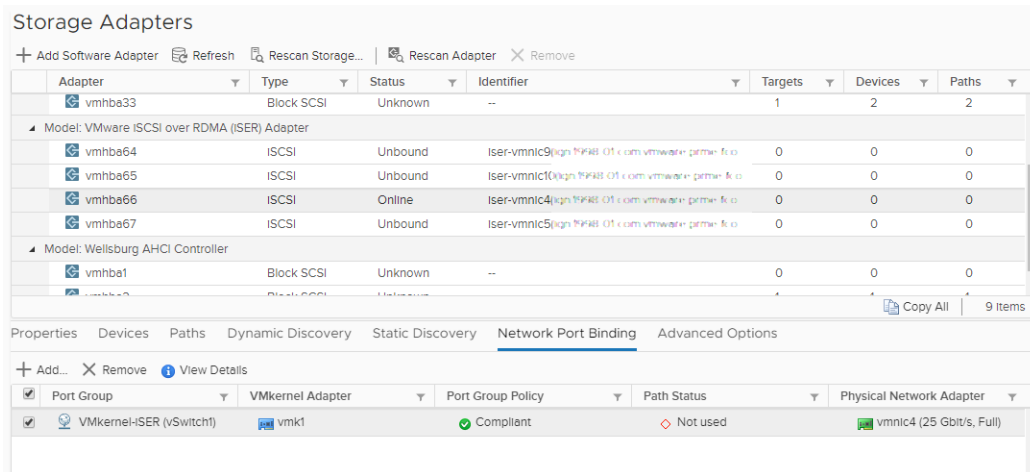 Storage Adapters
Add Software Adapter Refresh Rescan Storage... Rescan Adapter Remove
Adapter Type Status Identifier Targets Devices Paths
vmhba33 Block SCSI Unknown -- 1 2 2
Model: VMware iSCSI over RDMA (iSER) Adapter
vmhba64 iSCSI Unbound iser-vmnic9 0 0 0
vmhba65 iSCSI Unbound iser-vmnic10 0 0 0
vmhba66 iSCSI Online iser-vmnic4 0 0 0
vmhba67 iSCSI Unbound iser-vmnic5 0 0 0
Model: Wellsburg AHCI Controller
vmhba1 Block SCSI Unknown -- 0 0 0
Copy All 9 items
Properties Devices Paths Dynamic Discovery Static Discovery Network Port Binding Advanced Options
Add... Remove View Details
Port Group VMkernel Adapter Port Group Policy Path Status Physical Network Adapter
VMkernel-iSER (vSwitch1) vmk1 Compliant Not used vmnic4 (25 Gbit/s, Full)